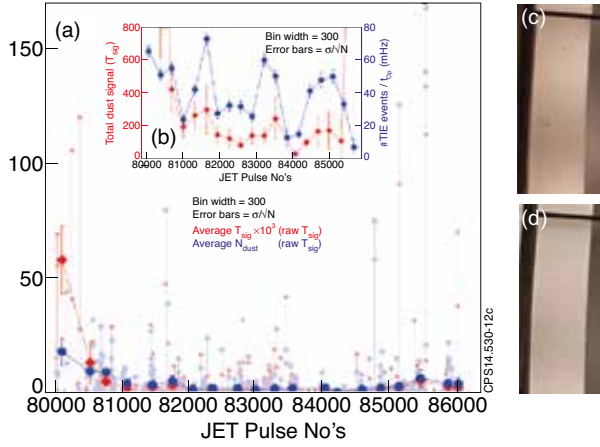 (a)
150
100
50
0
80000 81000 82000 83000 84000 85000 86000
JET Pulse No's
800
600
400
200
0
Total dust signal (T_sig)
Bin width = 300
Error bars = σ/√N
(b)
80
60
40
20
0
#TIE events / t_Dp (mHz)
80000 81000 82000 83000 84000 85000
JET Pulse No's
Bin width = 300
Error bars = σ/√N
Average T_sig ×10³ (raw T_sig)
Average N_dust (raw T_sig)
CPS14.530-12c
(c)
(d)